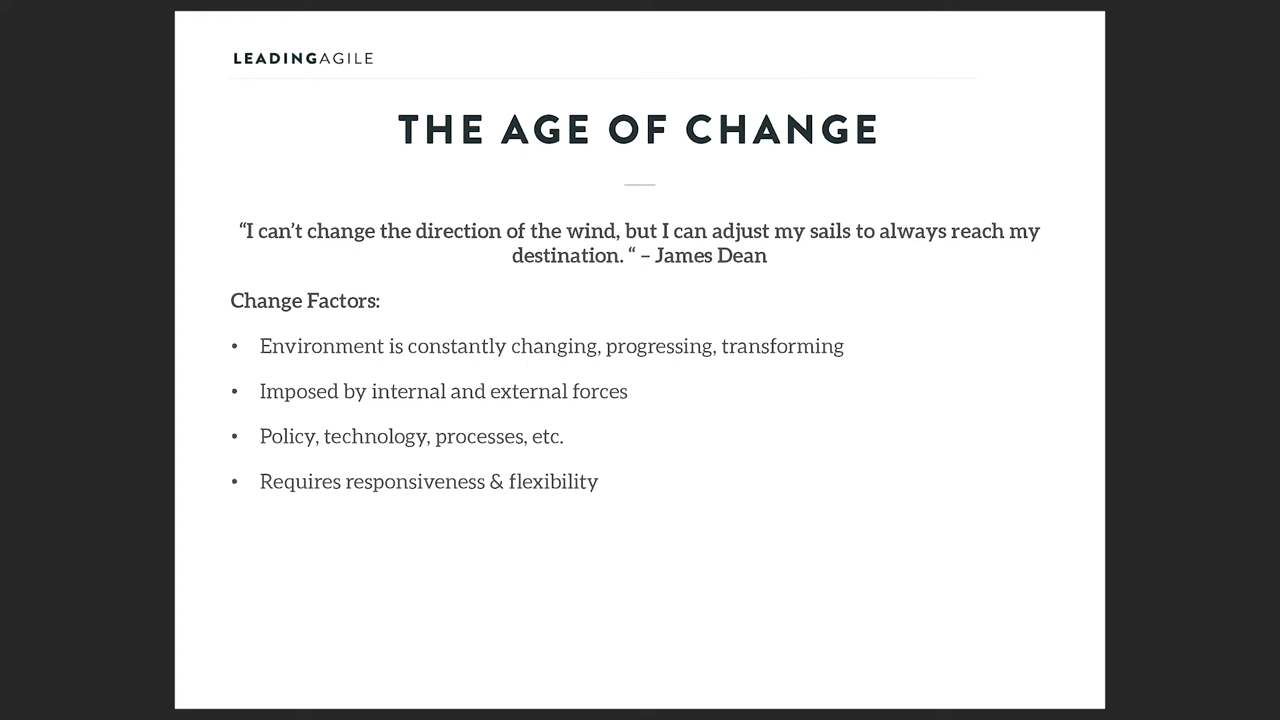 LEADINGAGILE
THE AGE OF CHANGE
“I can’t change the direction of the wind, but I can adjust my sails to always reach my
destination. “ – James Dean
Change Factors:
• Environment is constantly changing, progressing, transforming
• Imposed by internal and external forces
• Policy, technology, processes, etc.
• Requires responsiveness & flexibility